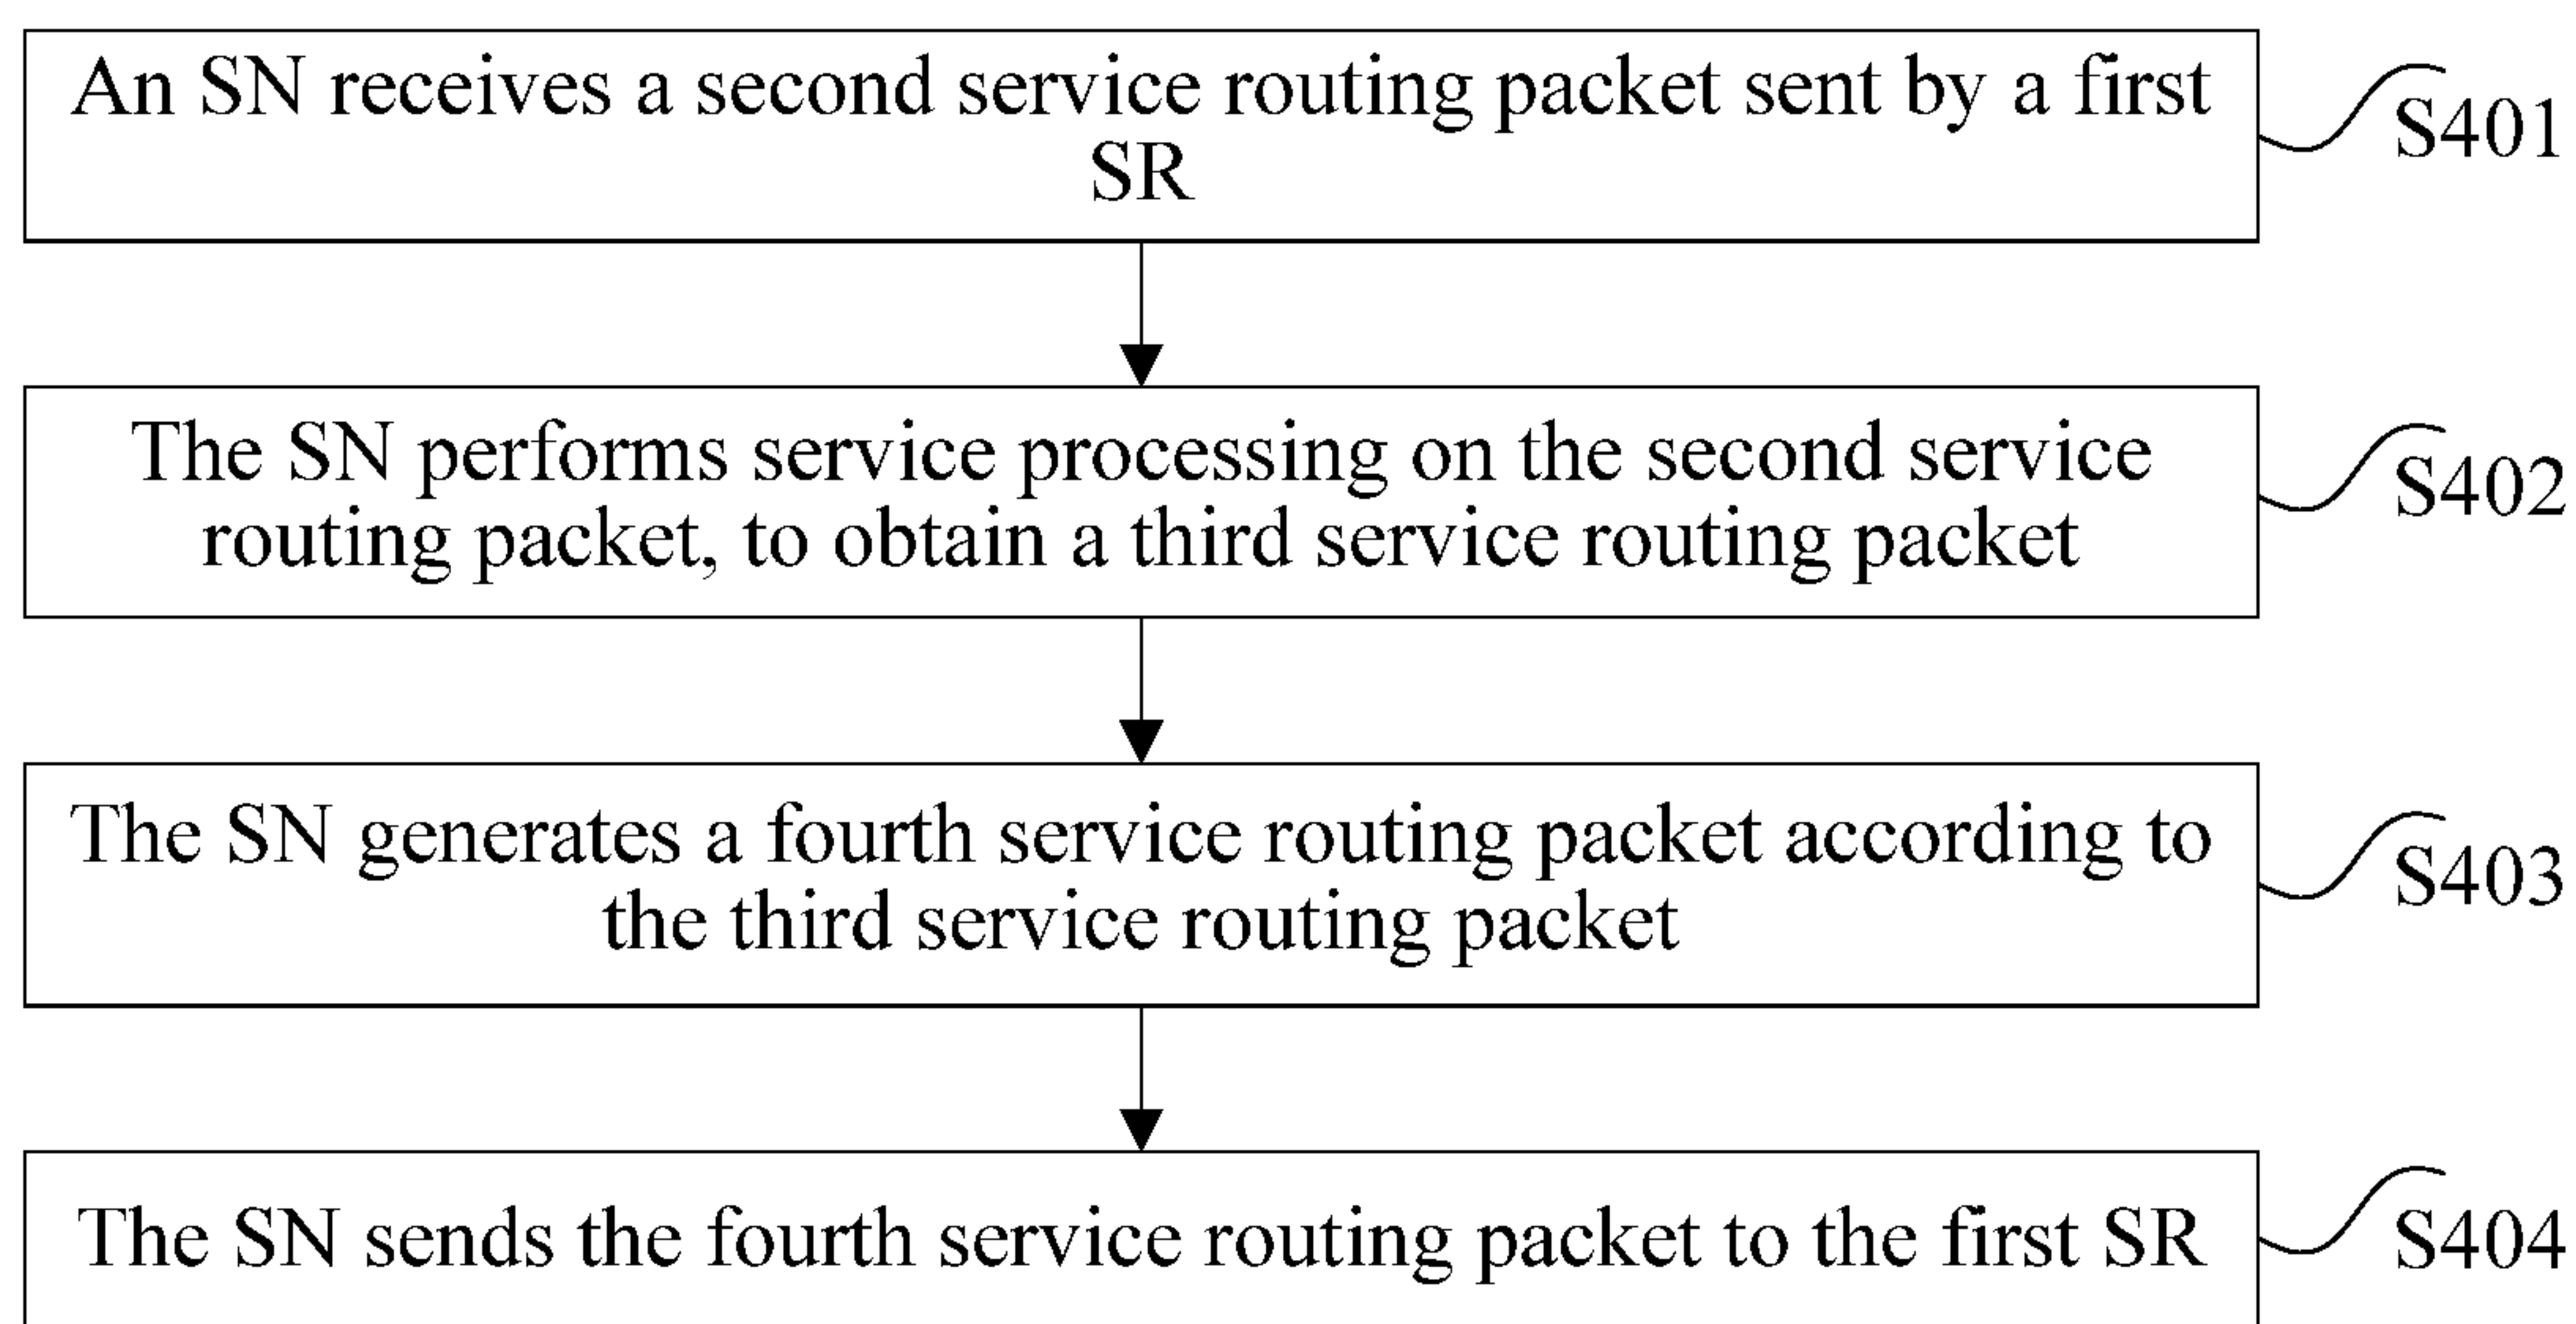 An SN receives a second service routing packet sent by a first
SR
S401
The SN performs service processing on the second service
routing packet, to obtain a third service routing packet
S402
The SN generates a fourth service routing packet according to
the third service routing packet
S403
The SN sends the fourth service routing packet to the first SR
S404